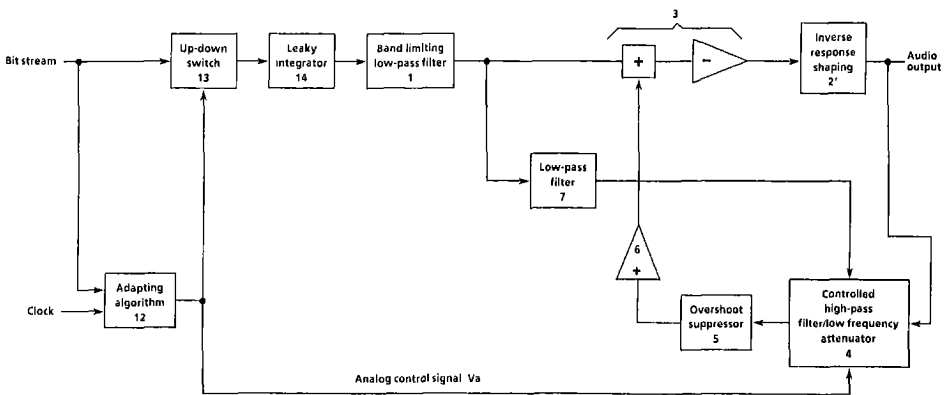 3
Bit stream
Up-down
switch
13
Leaky
integrator
14
Band limiting
low-pass filter
1
+
−
Inverse
response
shaping
2'
Audio
output
Low-pass
filter
7
6
+
Clock
Adapting
algorithm
12
Overshoot
suppressor
5
Controlled
high-pass
filter/low frequency
attenuator
4
Analog control signal Va